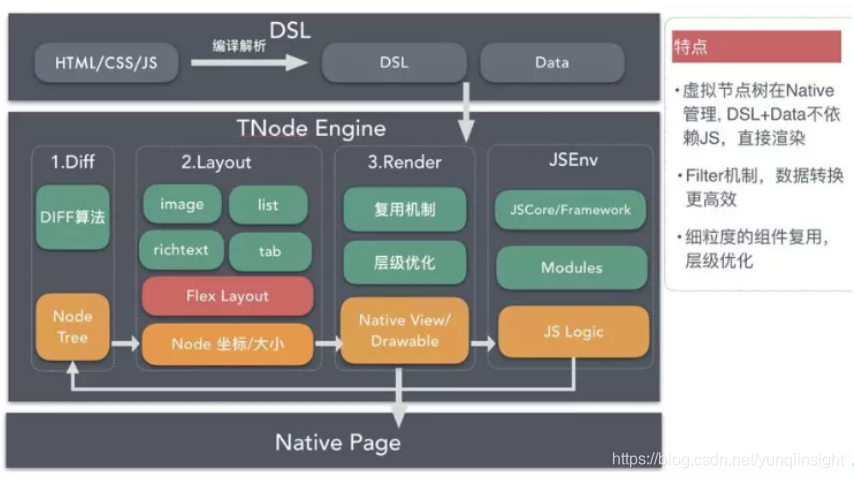 DSL
HTML/CSS/JS
编译解析
DSL
Data
TNode Engine
1.Diff
DIFF算法
Node
Tree
2.Layout
image
list
richtext
tab
Flex Layout
Node 坐标/大小
3.Render
复用机制
层级优化
Native View/
Drawable
JSEnv
JSCore/Framework
Modules
JS Logic
Native Page
特点
•虚拟节点树在Native
管理, DSL+Data不依
赖JS，直接渲染
•Filter机制，数据转换
更高效
•细粒度的组件复用，
层级优化
https://blog.csdn.net/yunqiinsight